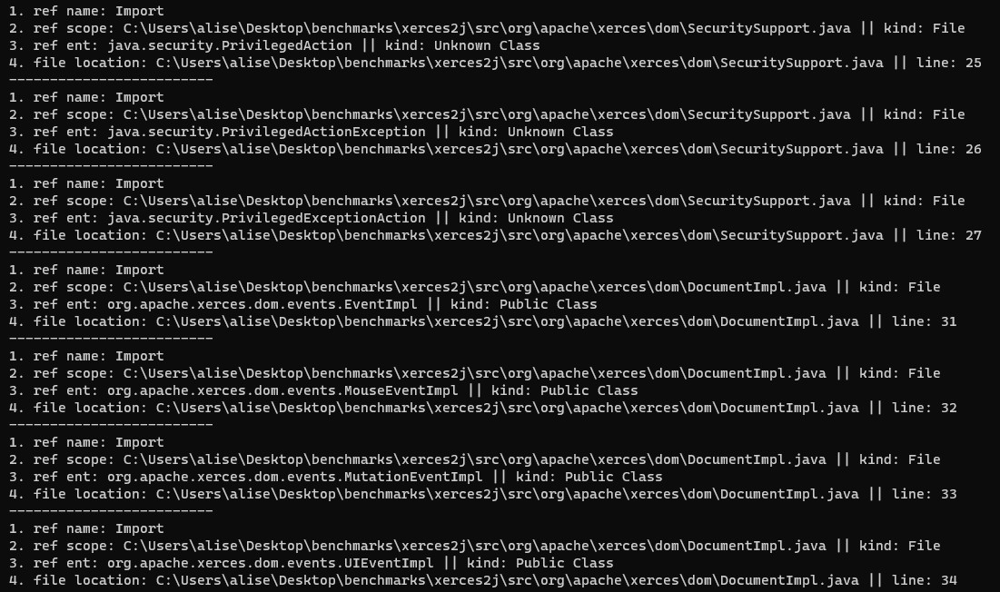 1. ref name: Import
2. ref scope: C:\Users\alise\Desktop\benchmarks\xerces2j\src\org\apache\xerces\dom\SecuritySupport.java || kind: File
3. ref ent: java.security.PrivilegedAction || kind: Unknown Class
4. file location: C:\Users\alise\Desktop\benchmarks\xerces2j\src\org\apache\xerces\dom\SecuritySupport.java || line: 25
-------------------------
1. ref name: Import
2. ref scope: C:\Users\alise\Desktop\benchmarks\xerces2j\src\org\apache\xerces\dom\SecuritySupport.java || kind: File
3. ref ent: java.security.PrivilegedActionException || kind: Unknown Class
4. file location: C:\Users\alise\Desktop\benchmarks\xerces2j\src\org\apache\xerces\dom\SecuritySupport.java || line: 26
-------------------------
1. ref name: Import
2. ref scope: C:\Users\alise\Desktop\benchmarks\xerces2j\src\org\apache\xerces\dom\SecuritySupport.java || kind: File
3. ref ent: java.security.PrivilegedExceptionAction || kind: Unknown Class
4. file location: C:\Users\alise\Desktop\benchmarks\xerces2j\src\org\apache\xerces\dom\SecuritySupport.java || line: 27
-------------------------
1. ref name: Import
2. ref scope: C:\Users\alise\Desktop\benchmarks\xerces2j\src\org\apache\xerces\dom\DocumentImpl.java || kind: File
3. ref ent: org.apache.xerces.dom.events.EventImpl || kind: Public Class
4. file location: C:\Users\alise\Desktop\benchmarks\xerces2j\src\org\apache\xerces\dom\DocumentImpl.java || line: 31
-------------------------
1. ref name: Import
2. ref scope: C:\Users\alise\Desktop\benchmarks\xerces2j\src\org\apache\xerces\dom\DocumentImpl.java || kind: File
3. ref ent: org.apache.xerces.dom.events.MouseEventImpl || kind: Public Class
4. file location: C:\Users\alise\Desktop\benchmarks\xerces2j\src\org\apache\xerces\dom\DocumentImpl.java || line: 32
-------------------------
1. ref name: Import
2. ref scope: C:\Users\alise\Desktop\benchmarks\xerces2j\src\org\apache\xerces\dom\DocumentImpl.java || kind: File
3. ref ent: org.apache.xerces.dom.events.MutationEventImpl || kind: Public Class
4. file location: C:\Users\alise\Desktop\benchmarks\xerces2j\src\org\apache\xerces\dom\DocumentImpl.java || line: 33
-------------------------
1. ref name: Import
2. ref scope: C:\Users\alise\Desktop\benchmarks\xerces2j\src\org\apache\xerces\dom\DocumentImpl.java || kind: File
3. ref ent: org.apache.xerces.dom.events.UIEventImpl || kind: Public Class
4. file location: C:\Users\alise\Desktop\benchmarks\xerces2j\src\org\apache\xerces\dom\DocumentImpl.java || line: 34